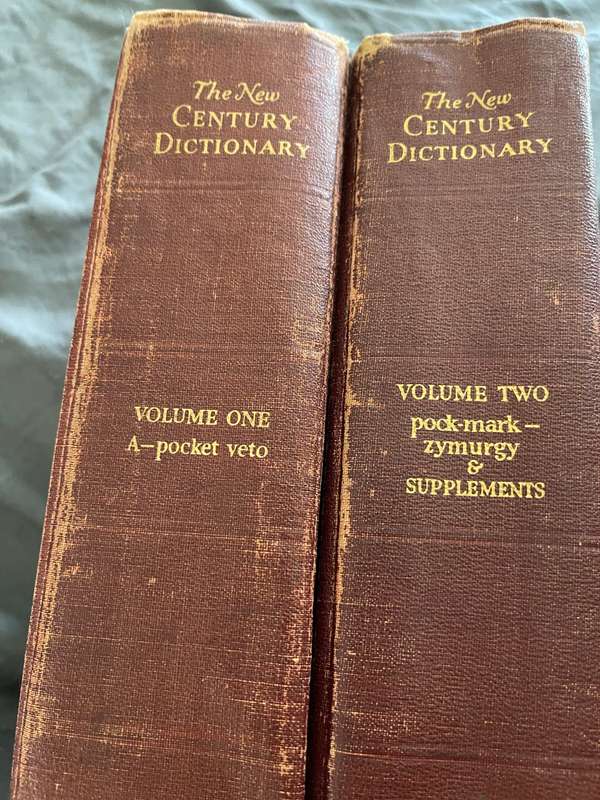 The New
CENTURY
DICTIONARY
VOLUME ONE
A–pocket veto
The New
CENTURY
DICTIONARY
VOLUME TWO
pock-mark–
zymurgy
&
SUPPLEMENTS